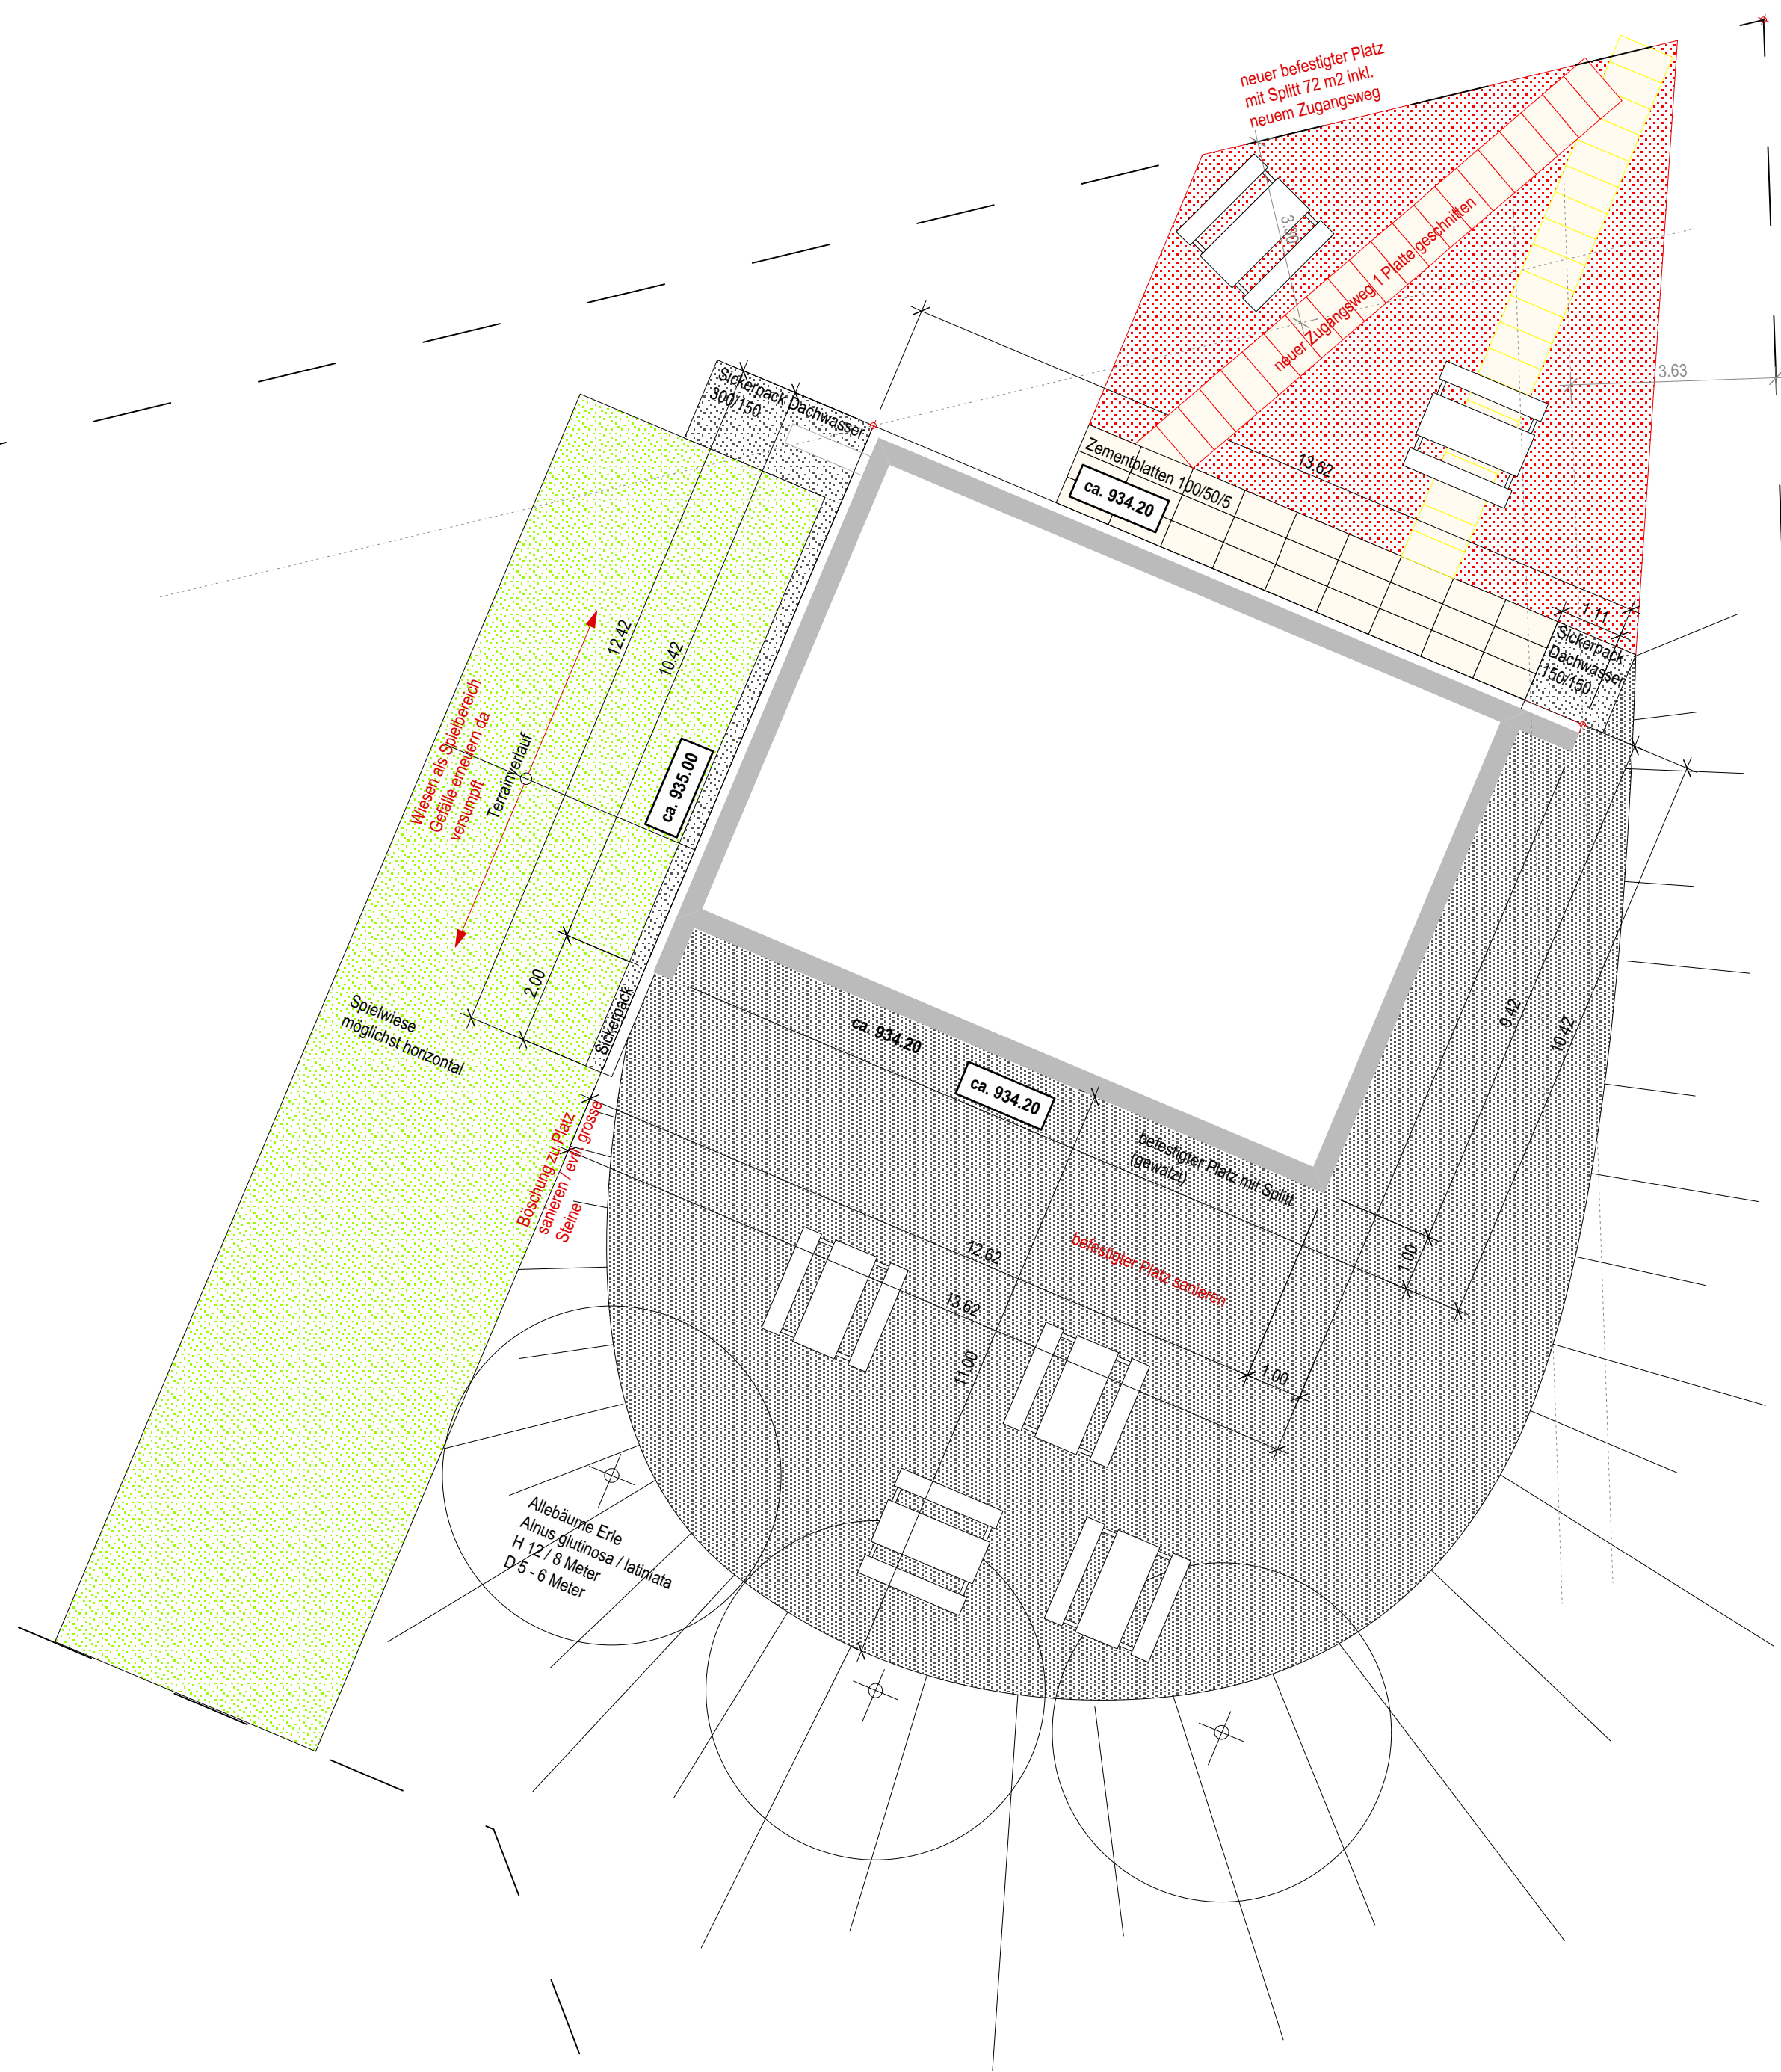 neuer befestigter Platz
mit Splitt 72 m2 inkl.
neuem Zugangsweg
3.50
neuer Zugangsweg 1 Platte geschnitten
3.63
Sickerpack Dachwasser
300/150
Zementplatten 100/50/5
ca. 934.20
13.62
1.11
Sickerpack
Dachwasser
150/150
12.42
10.42
Wiesen als Spielbereich
Gefälle erneuern da
versumpft
Terrainverlauf
ca. 935.00
2.00
Sickerpack
Spielwiese
möglichst horizontal
ca. 934.20
ca. 934.20
9.42
10.42
Böschung zu Platz
sanieren / evtl. grosse
Steine
befestigter Platz mit Splitt
(gewalzt)
befestigter Platz sanieren
12.62
13.62
11.00
1.00
1.00
Allebäume Erle
Alnus glutinosa / latiniata
H 12 / 8 Meter
D 5 - 6 Meter